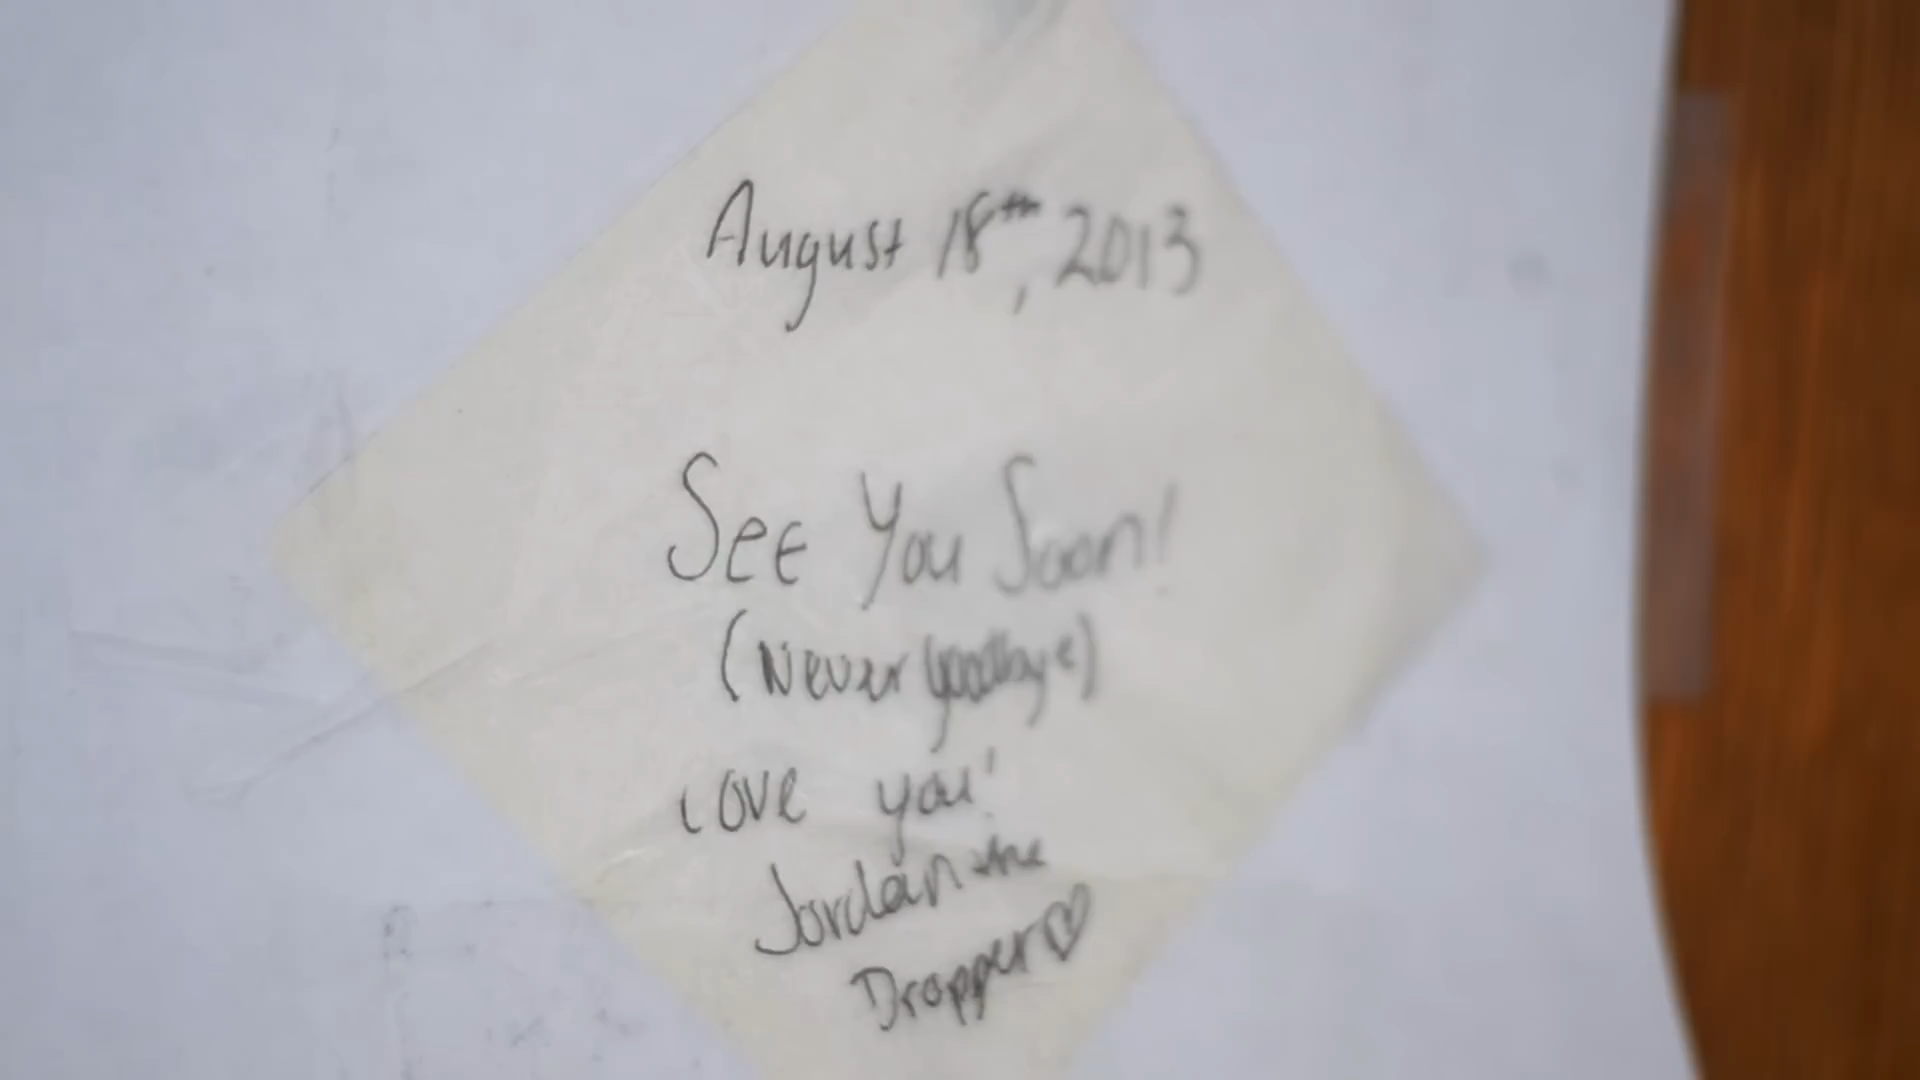 August 18th, 2013
See You Soon!
(Never Goodbye)
Love you!
Jordan the
Dropper♡